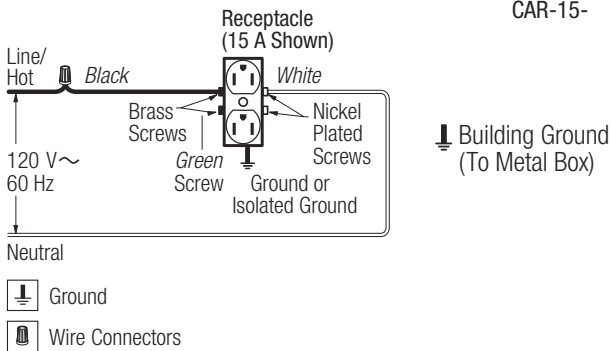 CAR-15-
Receptacle
(15 A Shown)
Line/
Hot
Black
White
Brass
Screws
Nickel
Plated
Screws
Green
Screw
Ground or
Isolated Ground
120 V~
60 Hz
Neutral
Building Ground
(To Metal Box)
Ground
Wire Connectors